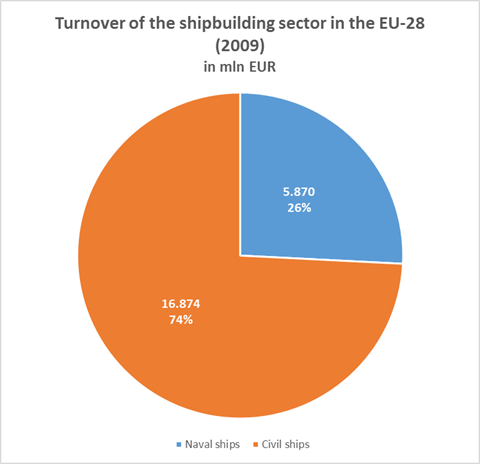 Turnover of the shipbuilding sector in the EU-28
(2009)
in mln EUR
5.870
26%
16.874
74%
Naval ships
Civil ships